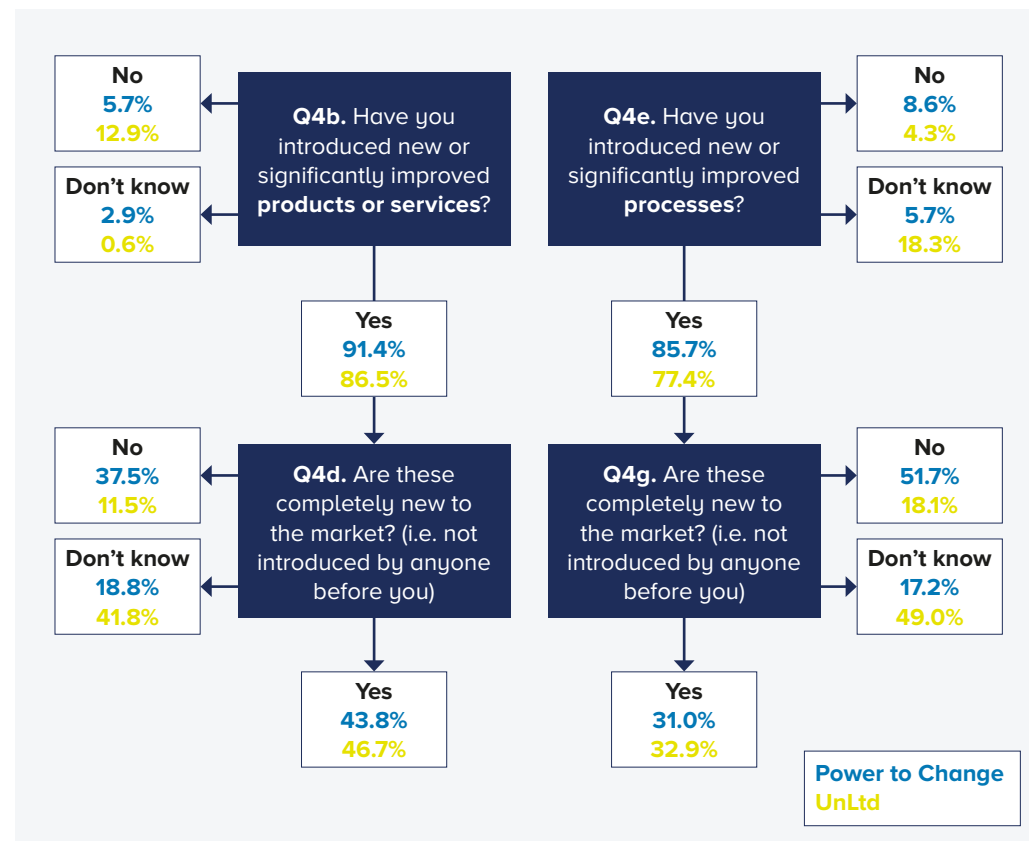 No
5.7%
12.9%
Don't know
2.9%
0.6%
Q4b. Have you
introduced new or
significantly improved
products or services?
Yes
91.4%
86.5%
No
37.5%
11.5%
Don't know
18.8%
41.8%
Q4d. Are these
completely new to
the market? (i.e. not
introduced by anyone
before you)
Yes
43.8%
46.7%
Q4e. Have you
introduced new or
significantly improved
processes?
No
8.6%
4.3%
Don't know
5.7%
18.3%
Yes
85.7%
77.4%
Q4g. Are these
completely new to
the market? (i.e. not
introduced by anyone
before you)
No
51.7%
18.1%
Don't know
17.2%
49.0%
Yes
31.0%
32.9%
Power to Change
UnLtd